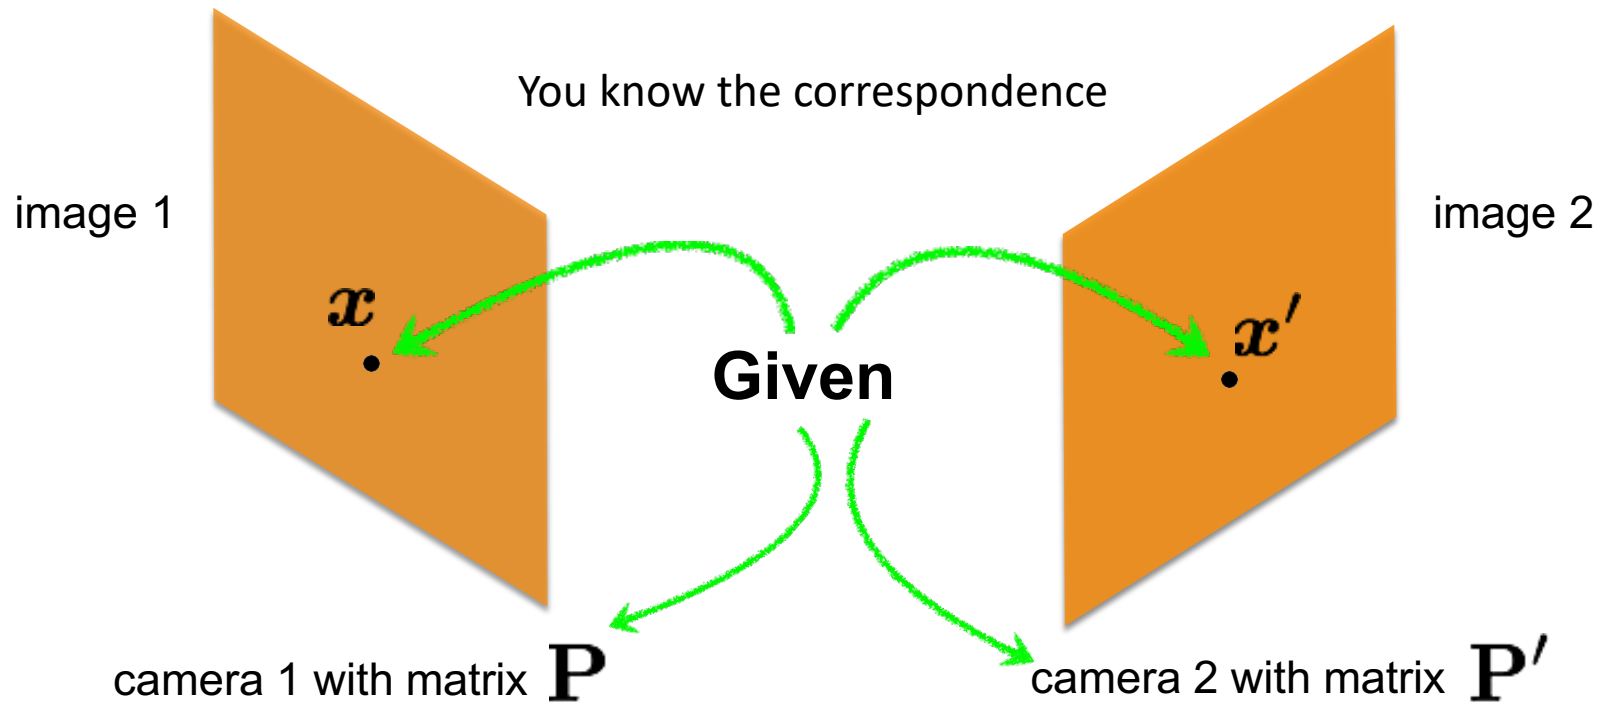 You know the correspondence
image 1
image 2
x
x′
Given
camera 1 with matrix P
camera 2 with matrix P′